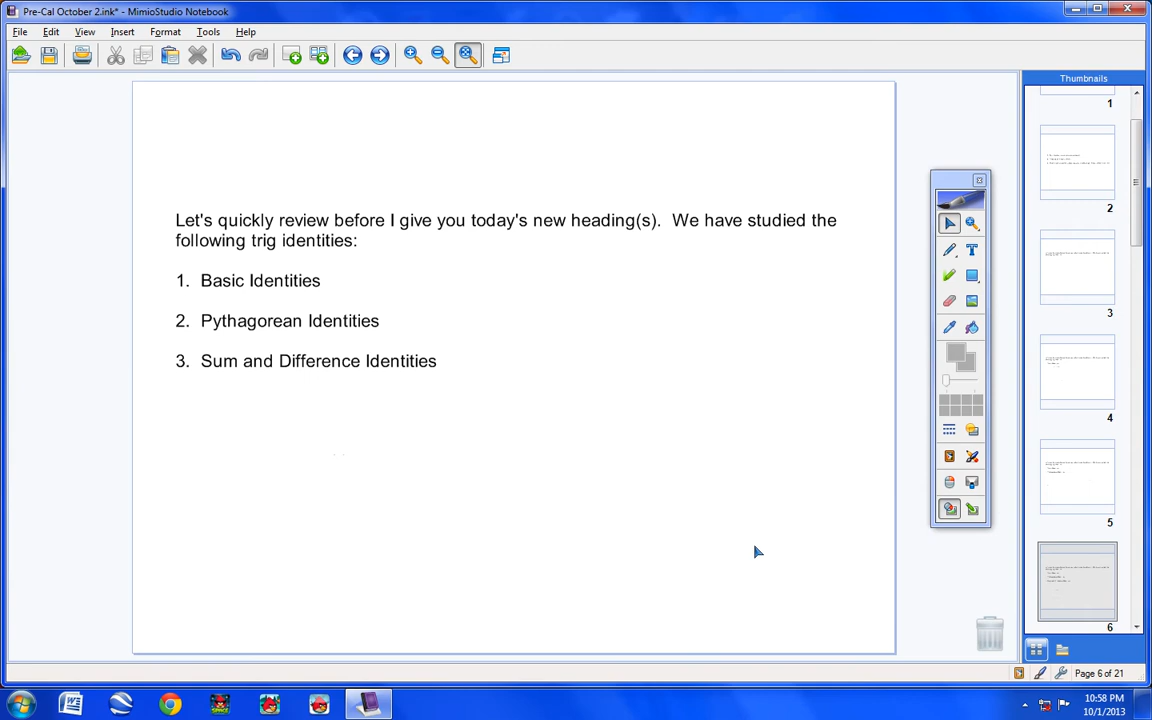 Pre-Cal October 2.ink* - MimioStudio Notebook
File Edit View Insert Format Tools Help
Thumbnails
1
2
3
4
5
6
Let's quickly review before I give you today's new heading(s). We have studied the
following trig identities:
1. Basic Identities
2. Pythagorean Identities
3. Sum and Difference Identities
Page 6 of 21
10:58 PM
10/1/2013